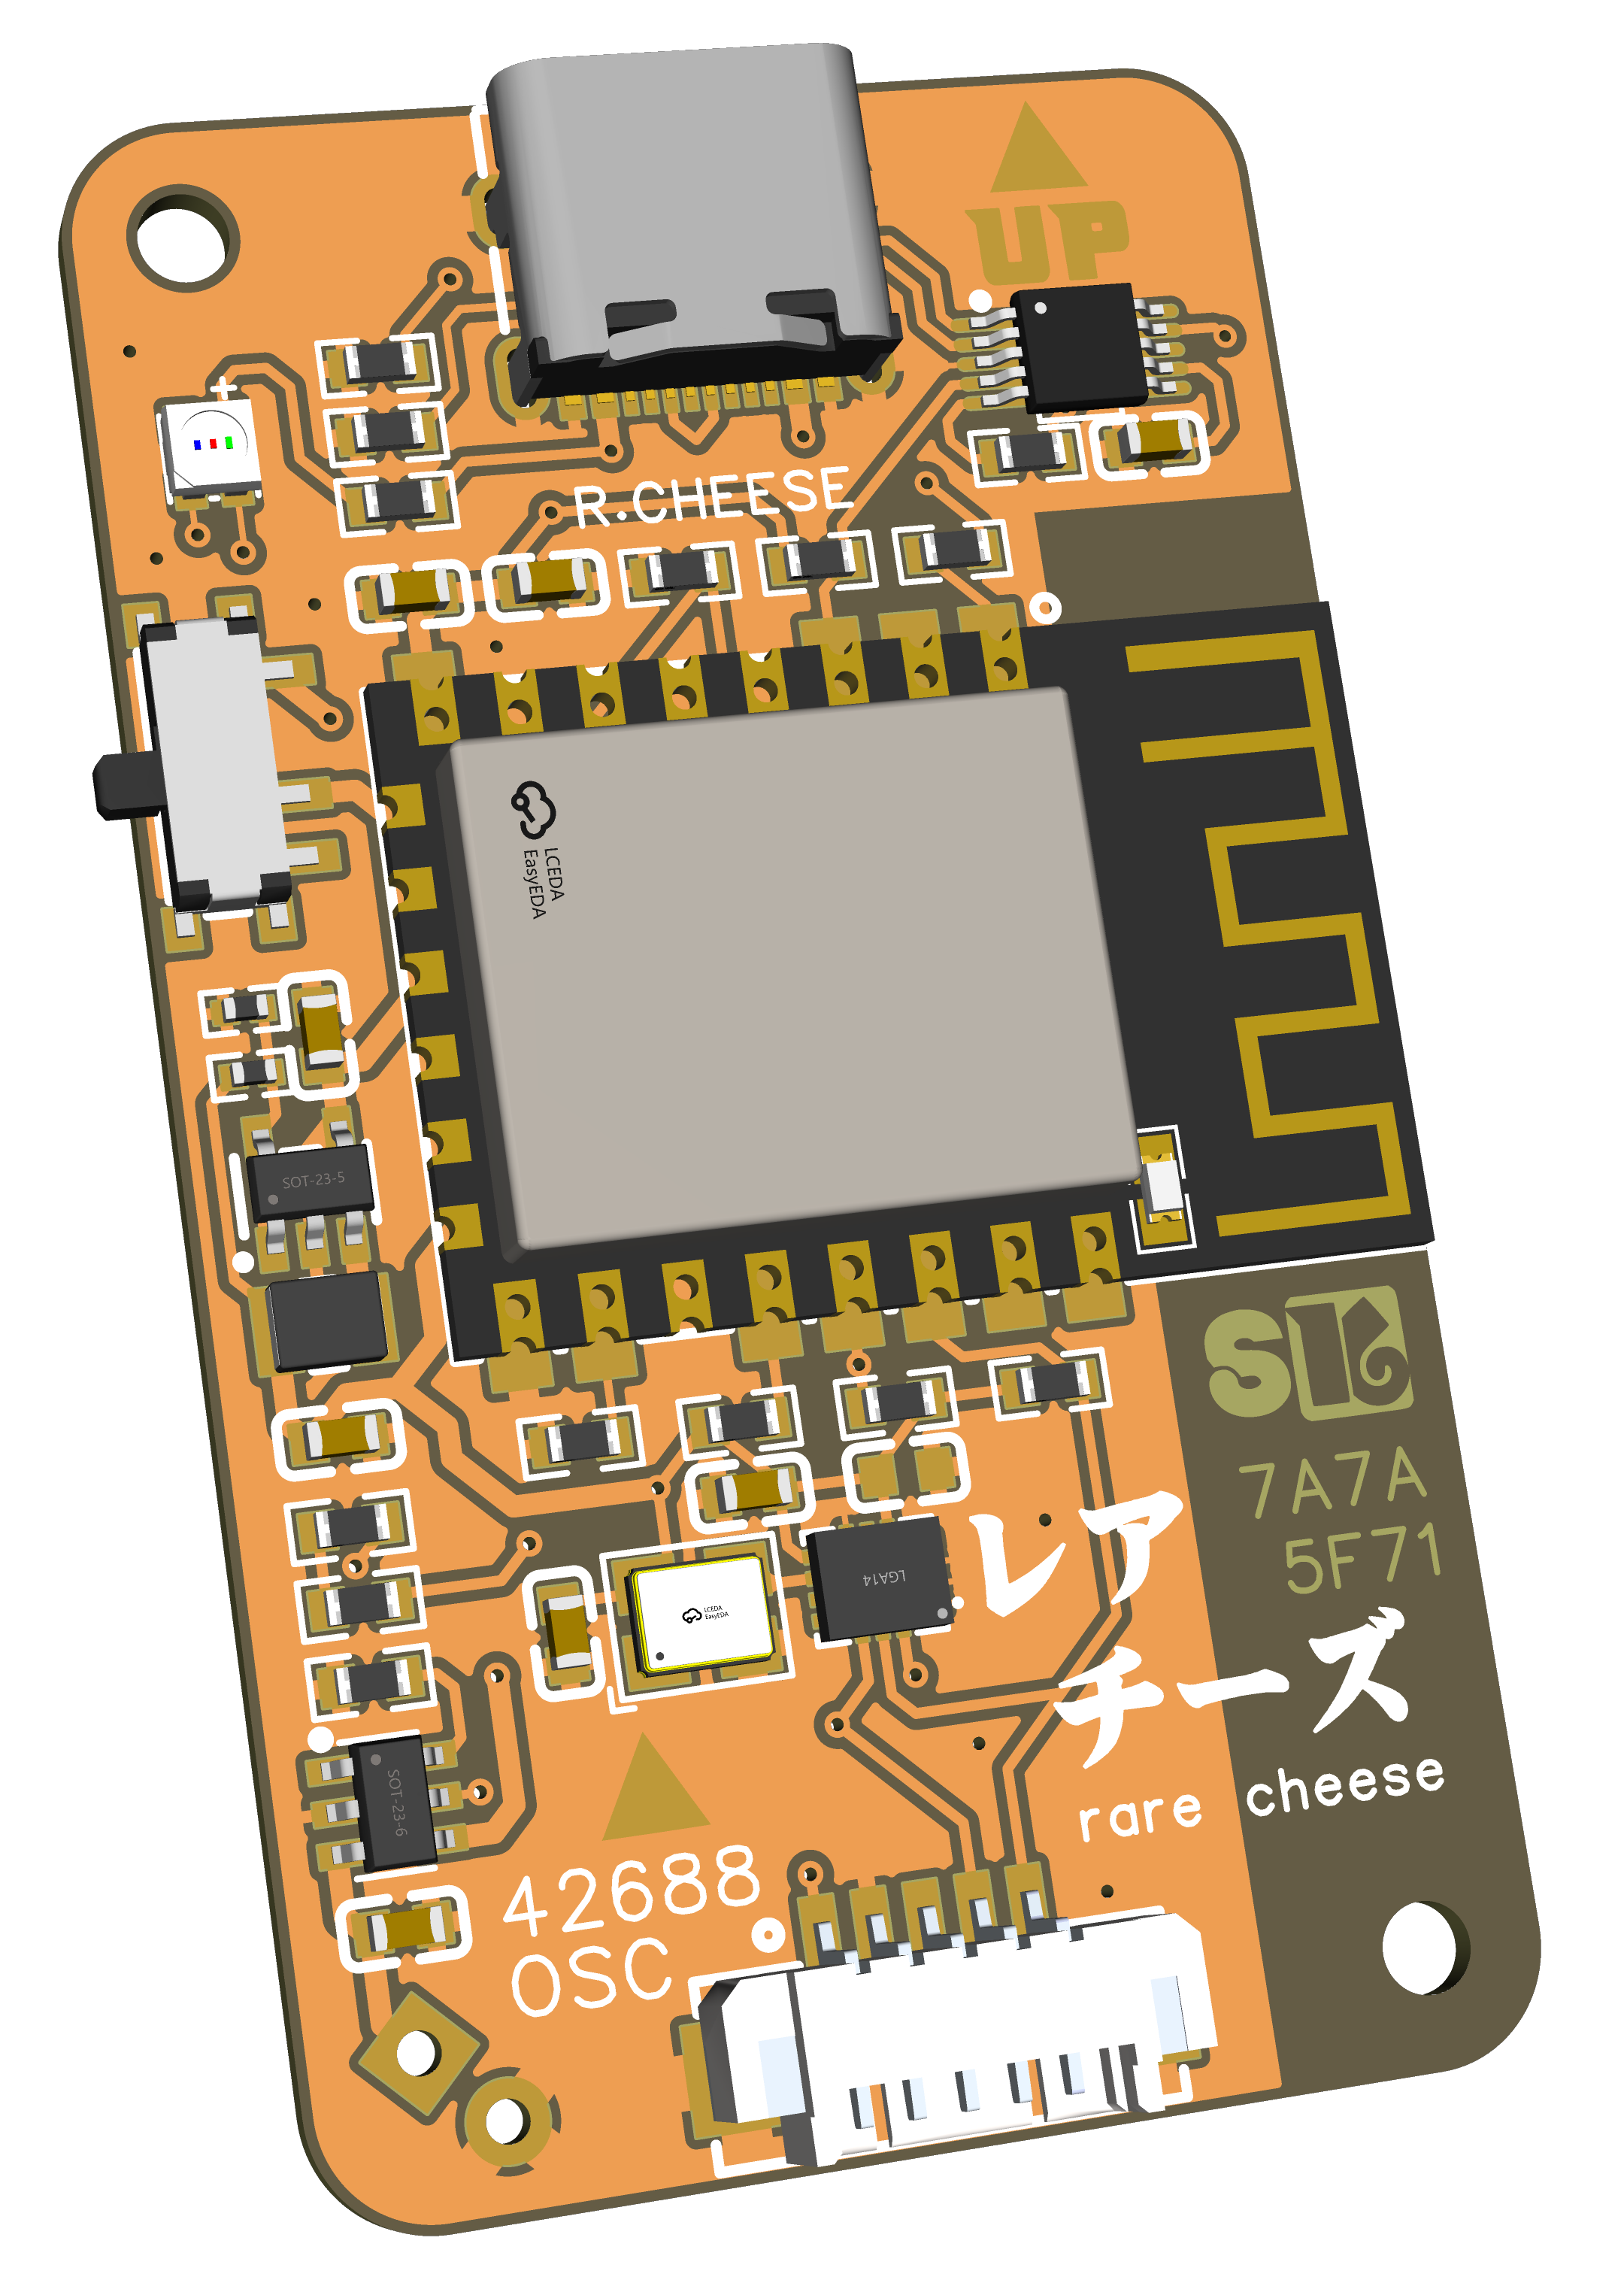 UP
R.CHEESE
LCEDA
EasyEDA
SOT-23-5
SL6
7A7A
5F71
レア
チーズ
rare cheese
LGA14
LCEDA
EasyEDA
SOT-23-6
42688
OSC